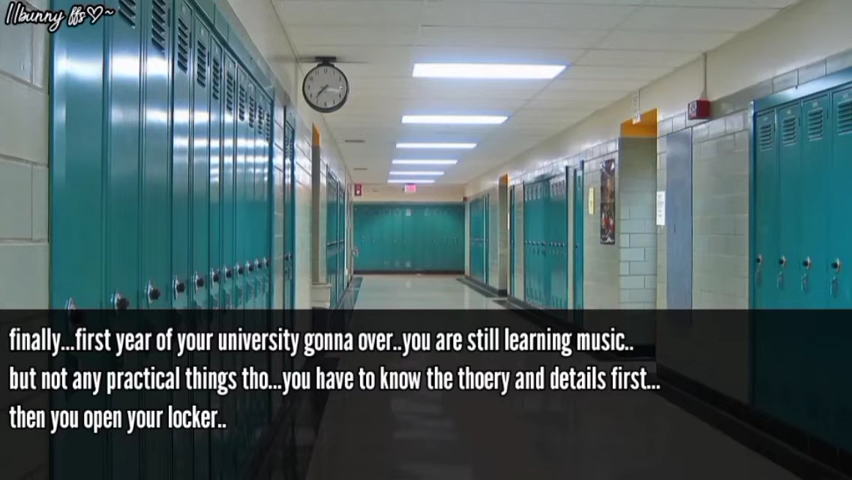 llbunny ffs♡~
finally...first year of your university gonna over..you are still learning music..
but not any practical things tho...you have to know the thoery and details first...
then you open your locker..